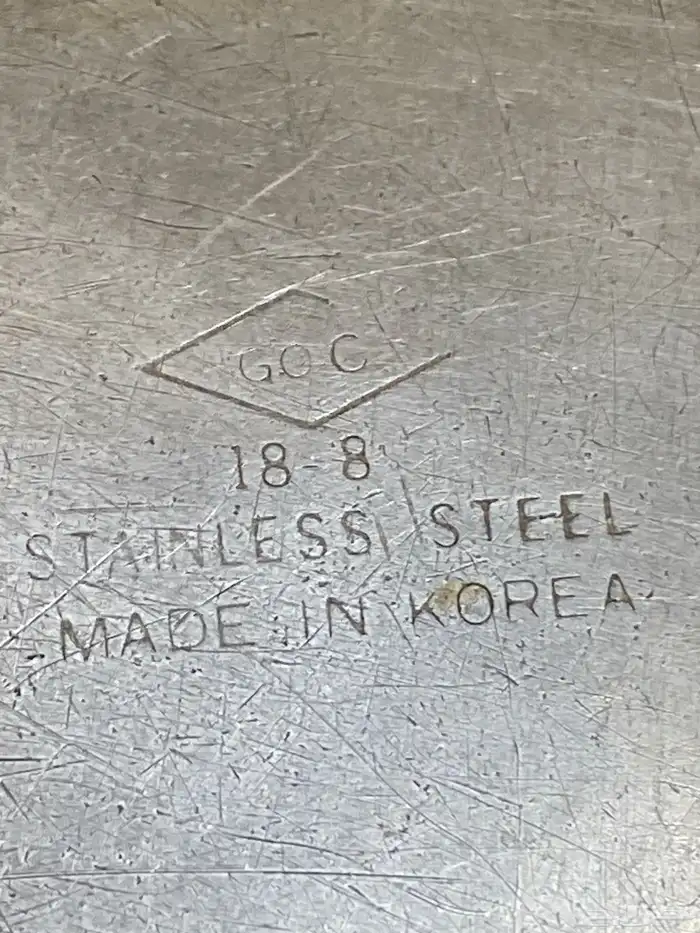 GOC
18-8
STAINLESS STEEL
MADE IN KOREA